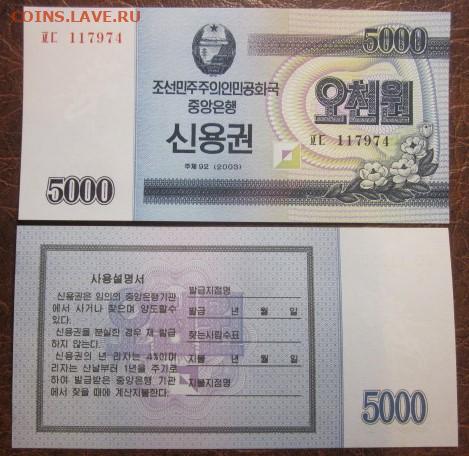 COINS.LAVE.RU
ㅉㄷ 117974
5000
조선민주주의인민공화국
중앙은행
신용권
주체92 (2003)
오천원
ㅉㄷ 117974
5000
사용설명서
신용권은 임의의 중앙은행기관
에서 사거나 찾으며 양도할수
있다.
신용권을 분실한 경우 재 발급
하지 않는다.
신용권의 년 리자는 4%이며
리자는 산날부터 1년을 주기로
하여 발급받은 중앙은행 기관
에서 찾을 때에 계산지불한다.
발급지점명
발급 년 월 일
찾는사람수표
지불 년 월 일
지불지점명
5000